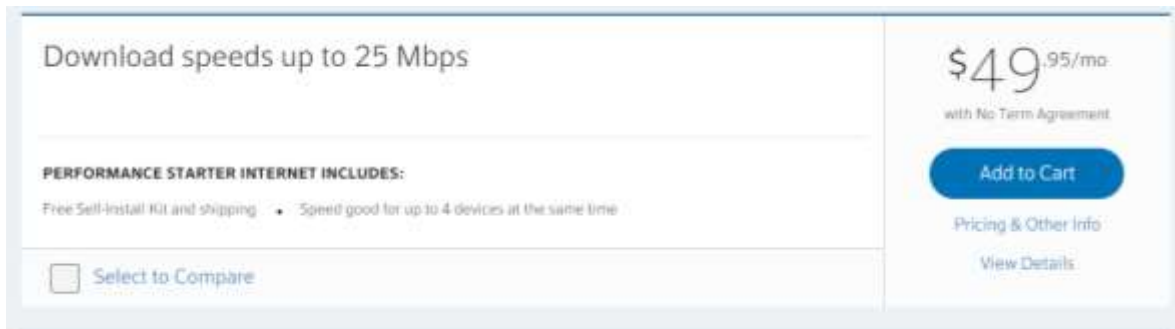 Download speeds up to 25 Mbps
PERFORMANCE STARTER INTERNET INCLUDES:
Free Self-Install Kit and shipping • Speed good for up to 4 devices at the same time
Select to Compare
$49.95/mo
with No Term Agreement
Add to Cart
Pricing & Other Info
View Details